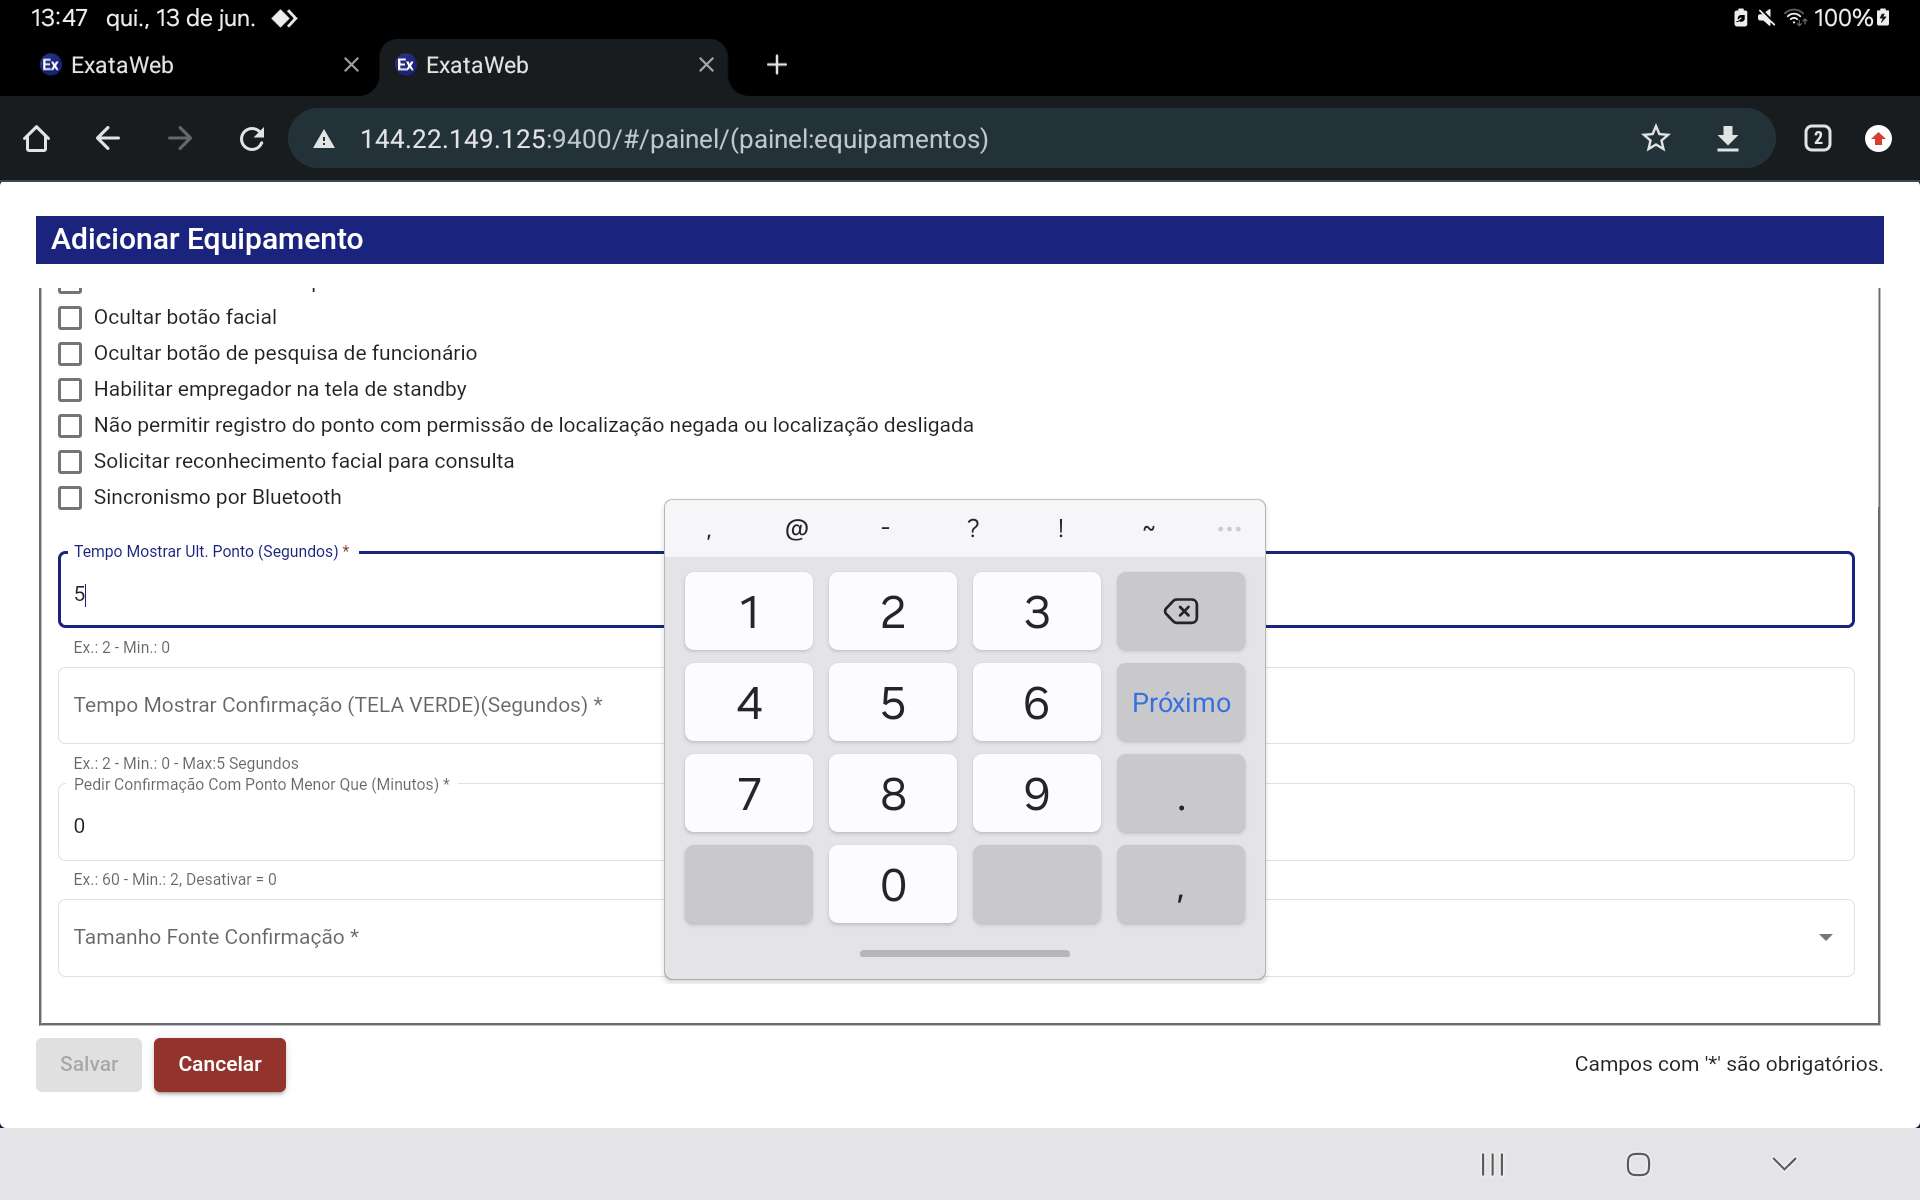 13:47 qui., 13 de jun. 100%
ExataWeb ExataWeb
144.22.149.125:9400/#/painel/(painel:equipamentos) 2
Adicionar Equipamento
Ocultar botão facial
Ocultar botão de pesquisa de funcionário
Habilitar empregador na tela de standby
Não permitir registro do ponto com permissão de localização negada ou localização desligada
Solicitar reconhecimento facial para consulta
Sincronismo por Bluetooth
Tempo Mostrar Ult. Ponto (Segundos) *
5
Ex.: 2 - Min.: 0
Tempo Mostrar Confirmação (TELA VERDE)(Segundos) *
Ex.: 2 - Min.: 0 - Max:5 Segundos
Pedir Confirmação Com Ponto Menor Que (Minutos) *
0
Ex.: 60 - Min.: 2, Desativar = 0
Tamanho Fonte Confirmação *
, @ - ? ! ~ ...
1 2 3
4 5 6 Próximo
7 8 9 .
0 ,
Salvar Cancelar Campos com '*' são obrigatórios.